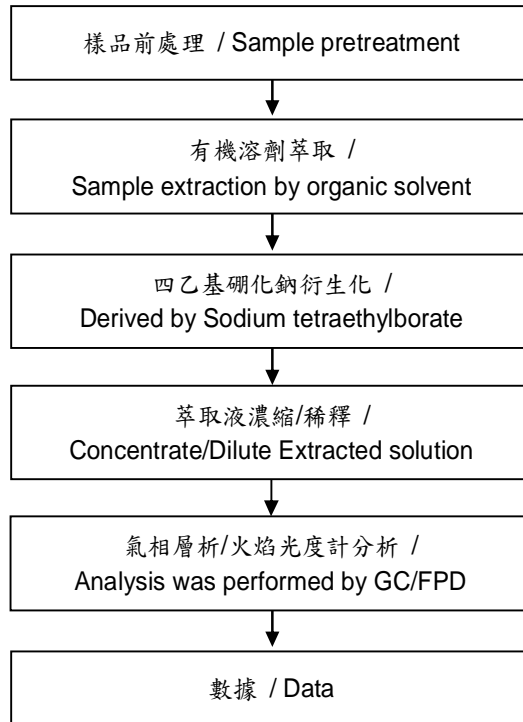 樣品前處理 / Sample pretreatment
有機溶劑萃取 /
Sample extraction by organic solvent
四乙基硼化鈉衍生化 /
Derived by Sodium tetraethylborate
萃取液濃縮/稀釋 /
Concentrate/Dilute Extracted solution
氣相層析/火焰光度計分析 /
Analysis was performed by GC/FPD
數據 / Data